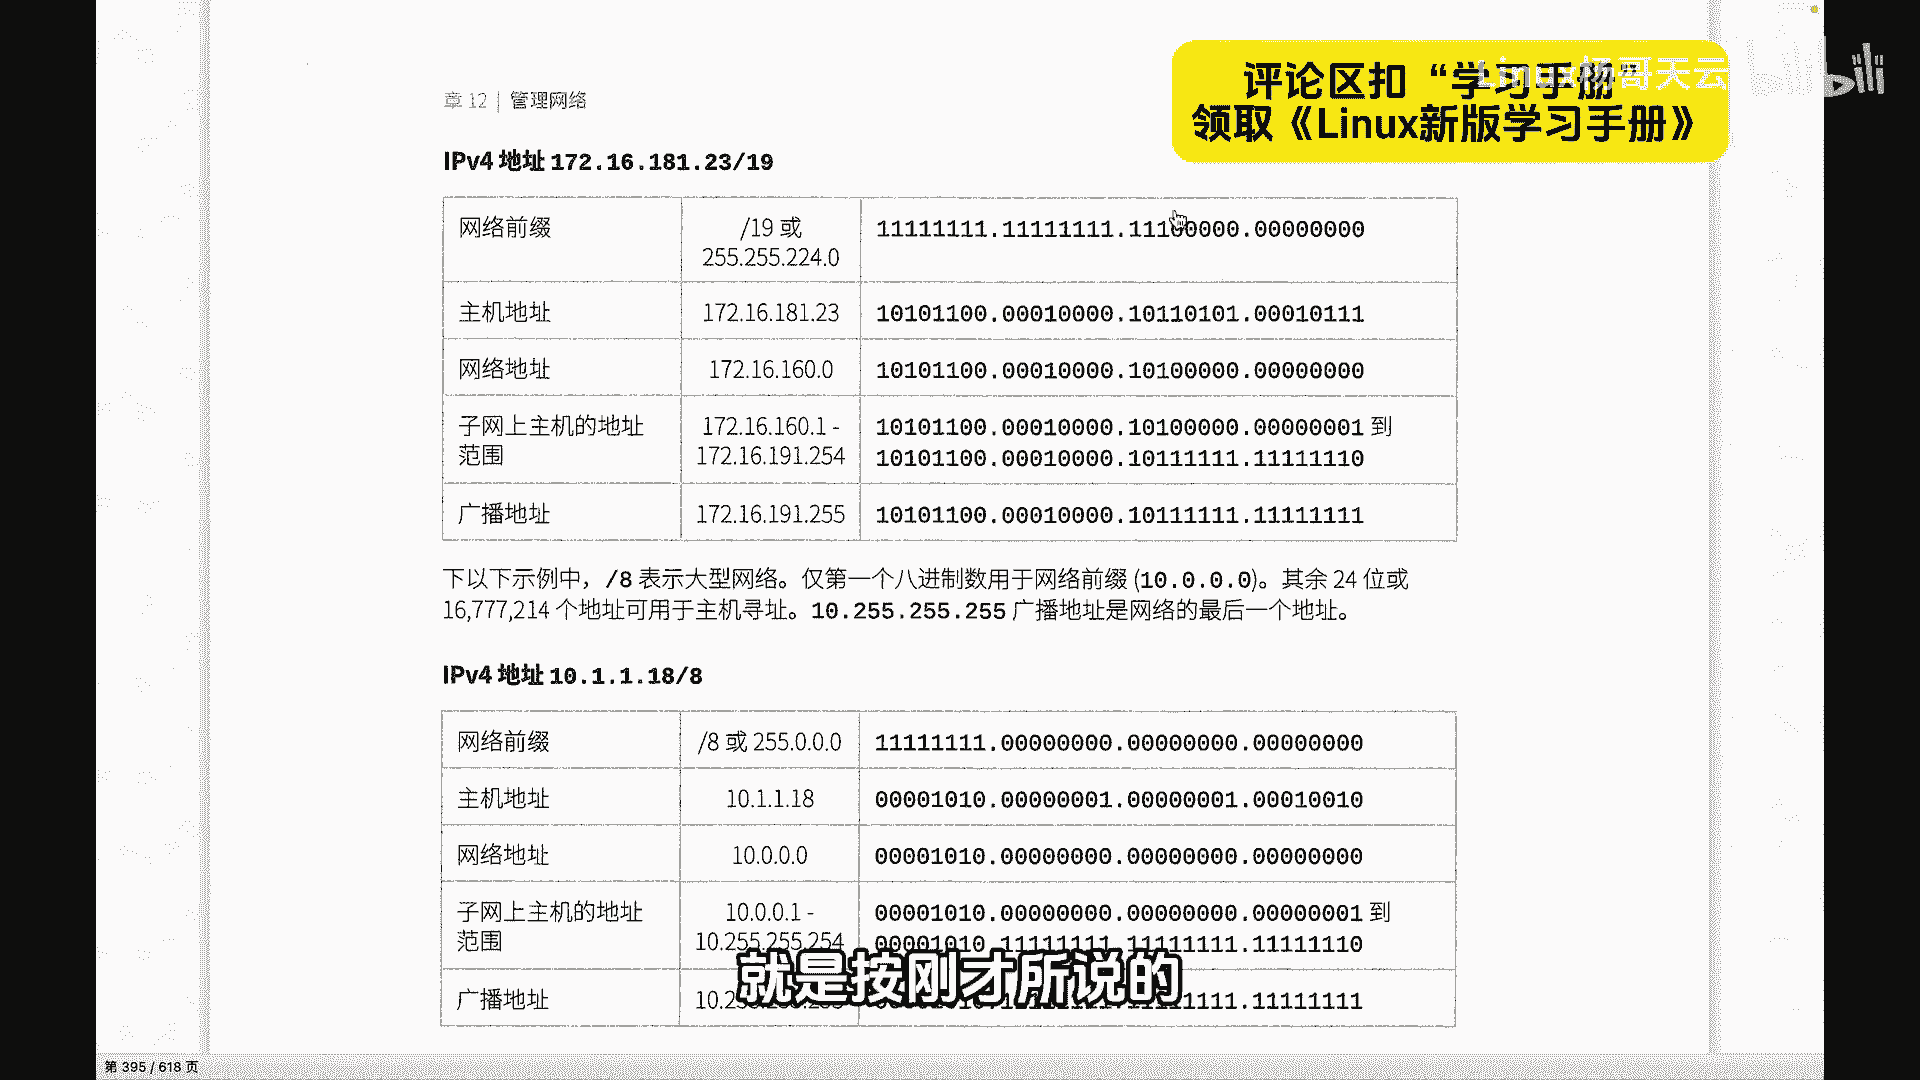 评论区扣“学习手册”
领取《Linux新版学习手册》
Linux杨哥天云
bilibili
章 12 | 管理网络
IPv4 地址 172.16.181.23/19
网络前缀
/19 或
255.255.224.0
11111111.11111111.11100000.00000000
主机地址
172.16.181.23
10101100.00010000.10110101.00010111
网络地址
172.16.160.0
10101100.00010000.10100000.00000000
子网上主机的地址
范围
172.16.160.1 -
172.16.191.254
10101100.00010000.10100000.00000001 到
10101100.00010000.10111111.11111110
广播地址
172.16.191.255
10101100.00010000.10111111.11111111
下以下示例中，/8 表示大型网络。仅第一个八进制数用于网络前缀 (10.0.0.0)。其余 24 位或
16,777,214 个地址可用于主机寻址。10.255.255.255 广播地址是网络的最后一个地址。
IPv4 地址 10.1.1.18/8
网络前缀
/8 或 255.0.0.0
11111111.00000000.00000000.00000000
主机地址
10.1.1.18
00001010.00000001.00000001.00010010
网络地址
10.0.0.0
00001010.00000000.00000000.00000000
子网上主机的地址
范围
10.0.0.1 -
10.255.255.254
00001010.00000000.00000000.00000001 到
00001010.11111111.11111111.11111110
广播地址
就是按刚才所说的
第 395 / 618 页